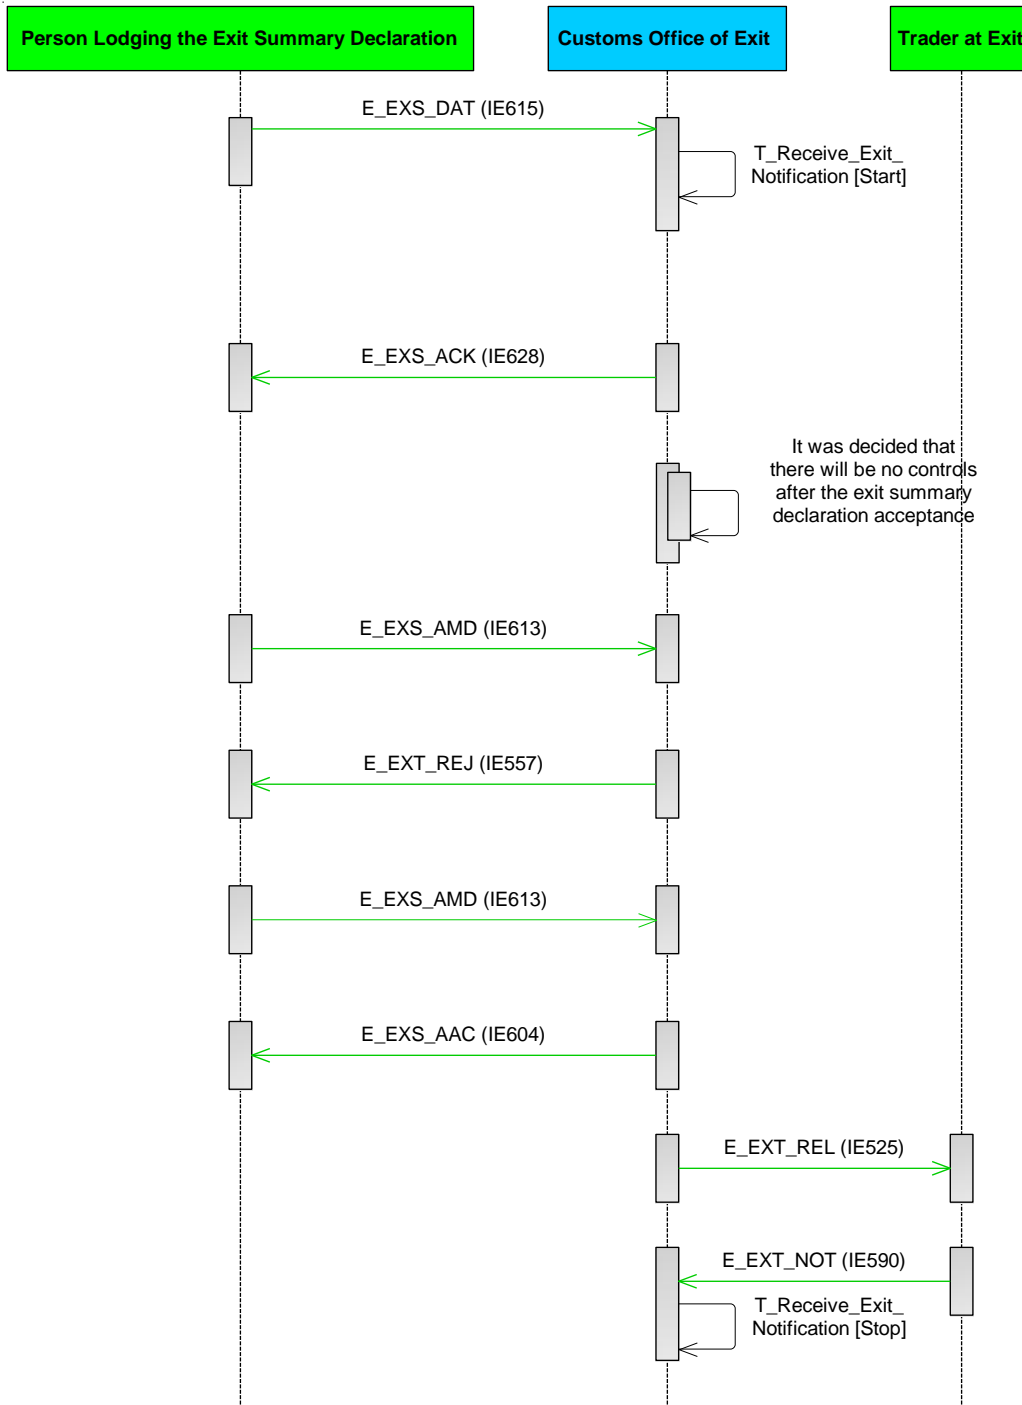 Person Lodging the Exit Summary Declaration
Customs Office of Exit
Trader at Exit
E_EXS_DAT (IE615)
T_Receive_Exit_
Notification [Start]
E_EXS_ACK (IE628)
It was decided that
there will be no controls
after the exit summary
declaration acceptance
E_EXS_AMD (IE613)
E_EXT_REJ (IE557)
E_EXS_AMD (IE613)
E_EXS_AAC (IE604)
E_EXT_REL (IE525)
E_EXT_NOT (IE590)
T_Receive_Exit_
Notification [Stop]